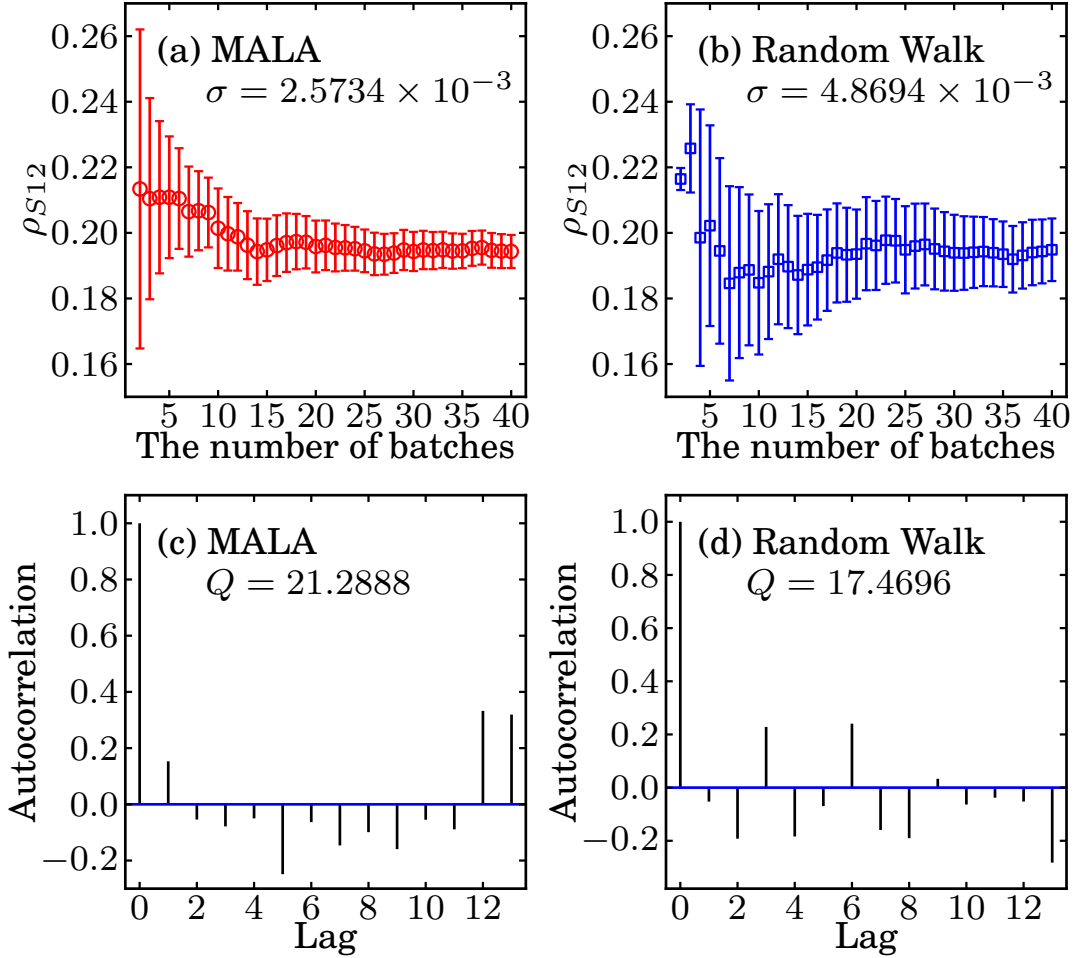 (a) MALA
σ = 2.5734 × 10⁻³
0.26
0.24
0.22
0.20
0.18
0.16
ρS12
5 10 15 20 25 30 35 40
The number of batches
(b) Random Walk
σ = 4.8694 × 10⁻³
0.26
0.24
0.22
0.20
0.18
0.16
ρS12
5 10 15 20 25 30 35 40
The number of batches
(c) MALA
Q = 21.2888
1.0
0.8
0.6
0.4
0.2
0.0
−0.2
Autocorrelation
0 2 4 6 8 10 12
Lag
(d) Random Walk
Q = 17.4696
1.0
0.8
0.6
0.4
0.2
0.0
−0.2
Autocorrelation
0 2 4 6 8 10 12
Lag